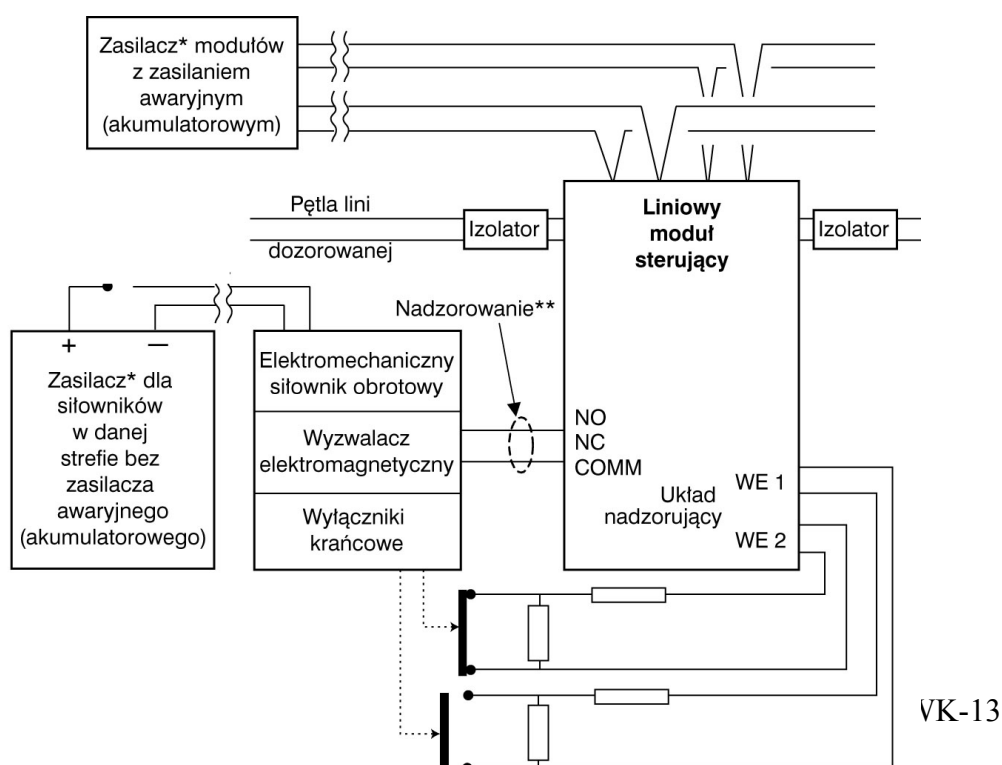 Zasilacz* modułów
z zasilaniem
awaryjnym
(akumulatorowym)
Pętla lini
dozorowanej
Izolator
Liniowy
moduł
sterujący
Izolator
Nadzorowanie**
+
—
Zasilacz* dla
siłowników
w danej
strefie bez
zasilacza
awaryjnego
(akumulatorowego)
Elektromechaniczny
siłownik obrotowy
Wyzwalacz
elektromagnetyczny
Wyłączniki
krańcowe
NO
NC
COMM
WE 1
Układ
nadzorujący
WE 2
VK-13